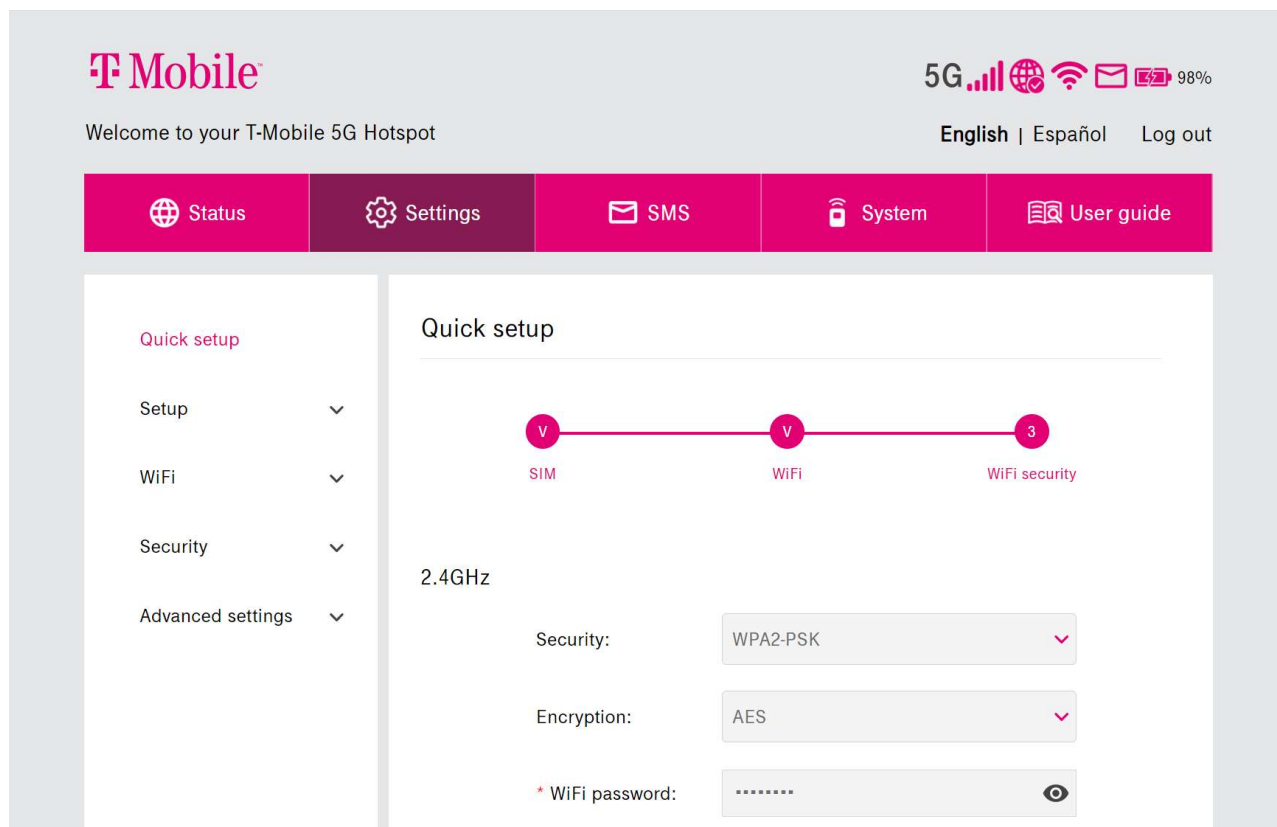 T Mobile™
5G 98%
Welcome to your T-Mobile 5G Hotspot
English | Español Log out
Status Settings SMS System User guide
Quick setup
Setup
WiFi
Security
Advanced settings
Quick setup
V V 3
SIM WiFi WiFi security
2.4GHz
Security: WPA2-PSK
Encryption: AES
* WiFi password: ▪▪▪▪▪▪▪▪